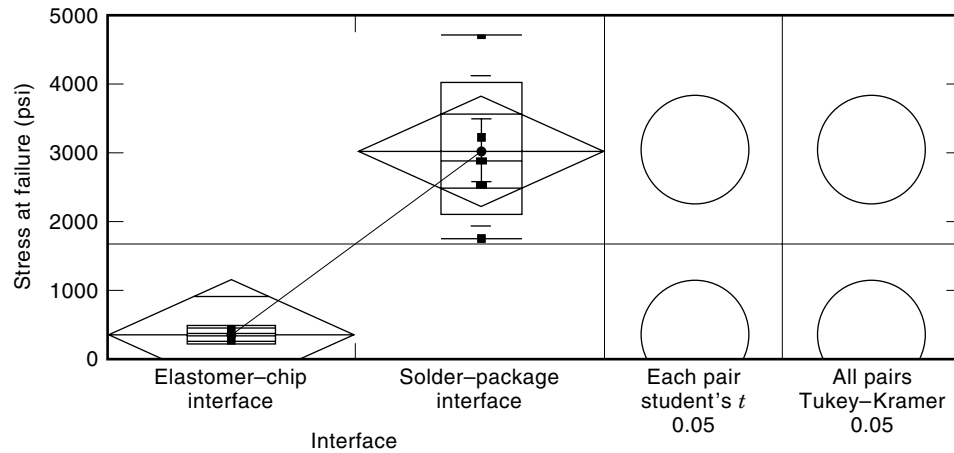 5000
4000
3000
2000
1000
0
Stress at failure (psi)
Elastomer–chip
interface
Solder–package
interface
Each pair
student's t
0.05
All pairs
Tukey–Kramer
0.05
Interface